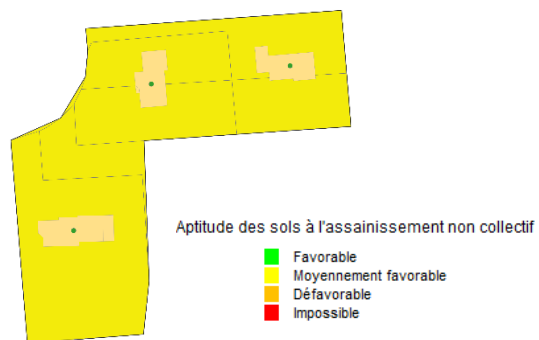 Aptitude des sols à l'assainissement non collectif
Favorable
Moyennement favorable
Défavorable
Impossible